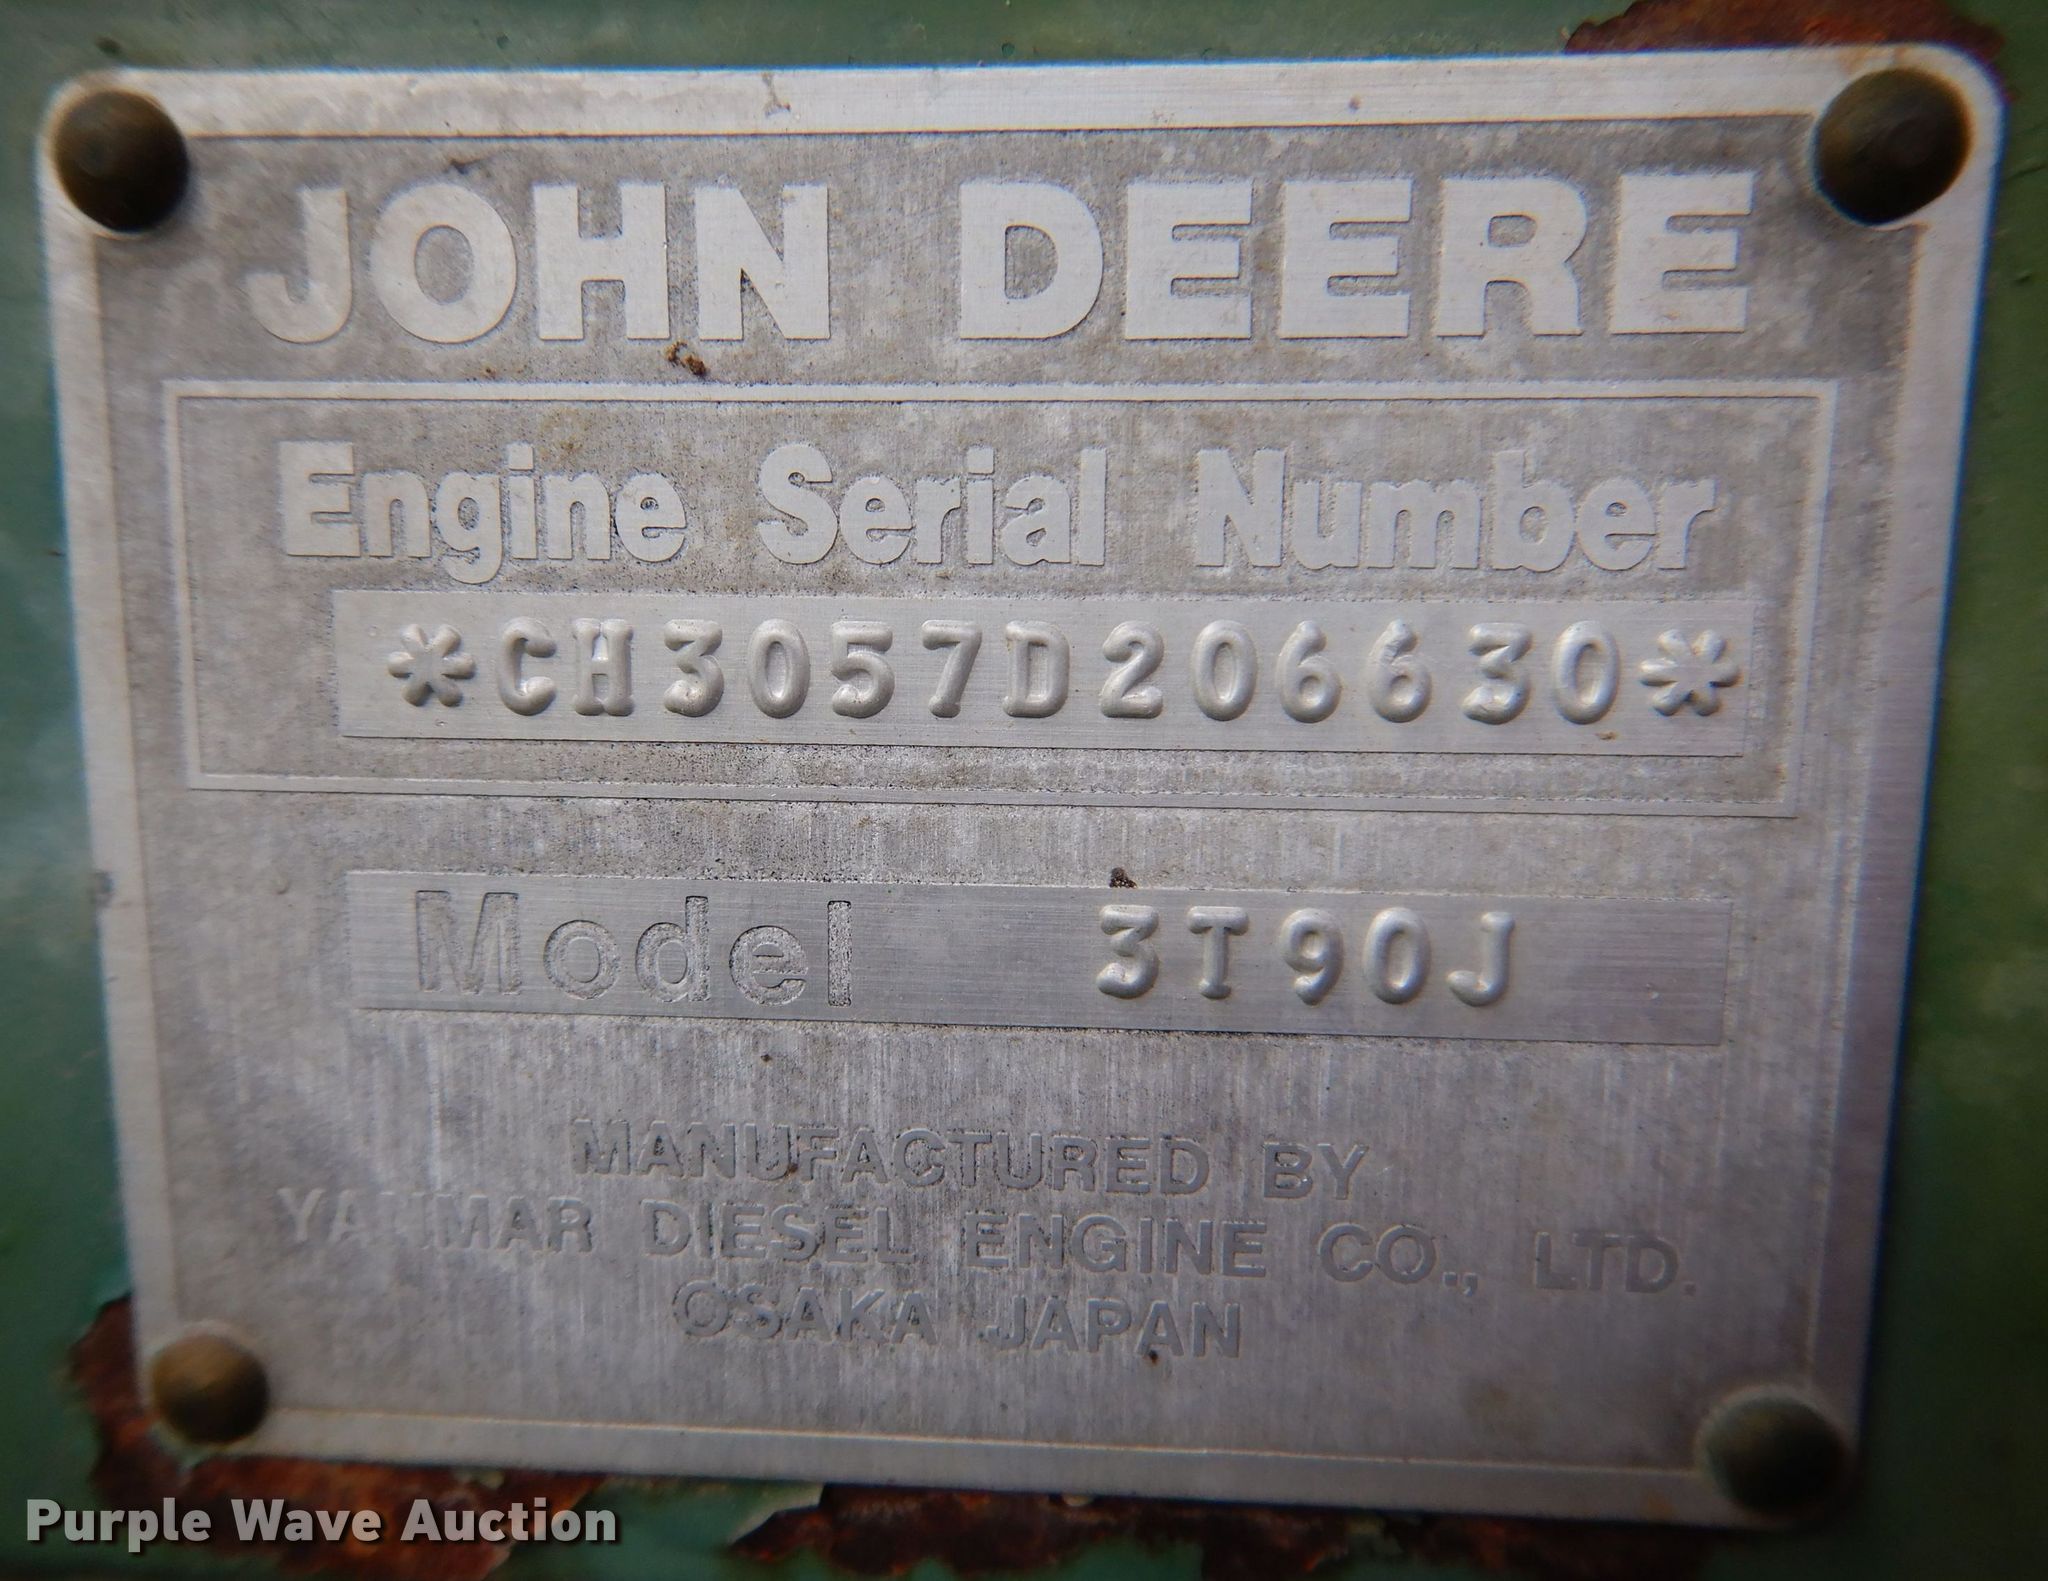 JOHN DEERE
Engine Serial Number
*CH3057D206630*
Model 3T90J
MANUFACTURED BY
YANMAR DIESEL ENGINE CO., LTD.
OSAKA JAPAN
Purple Wave Auction